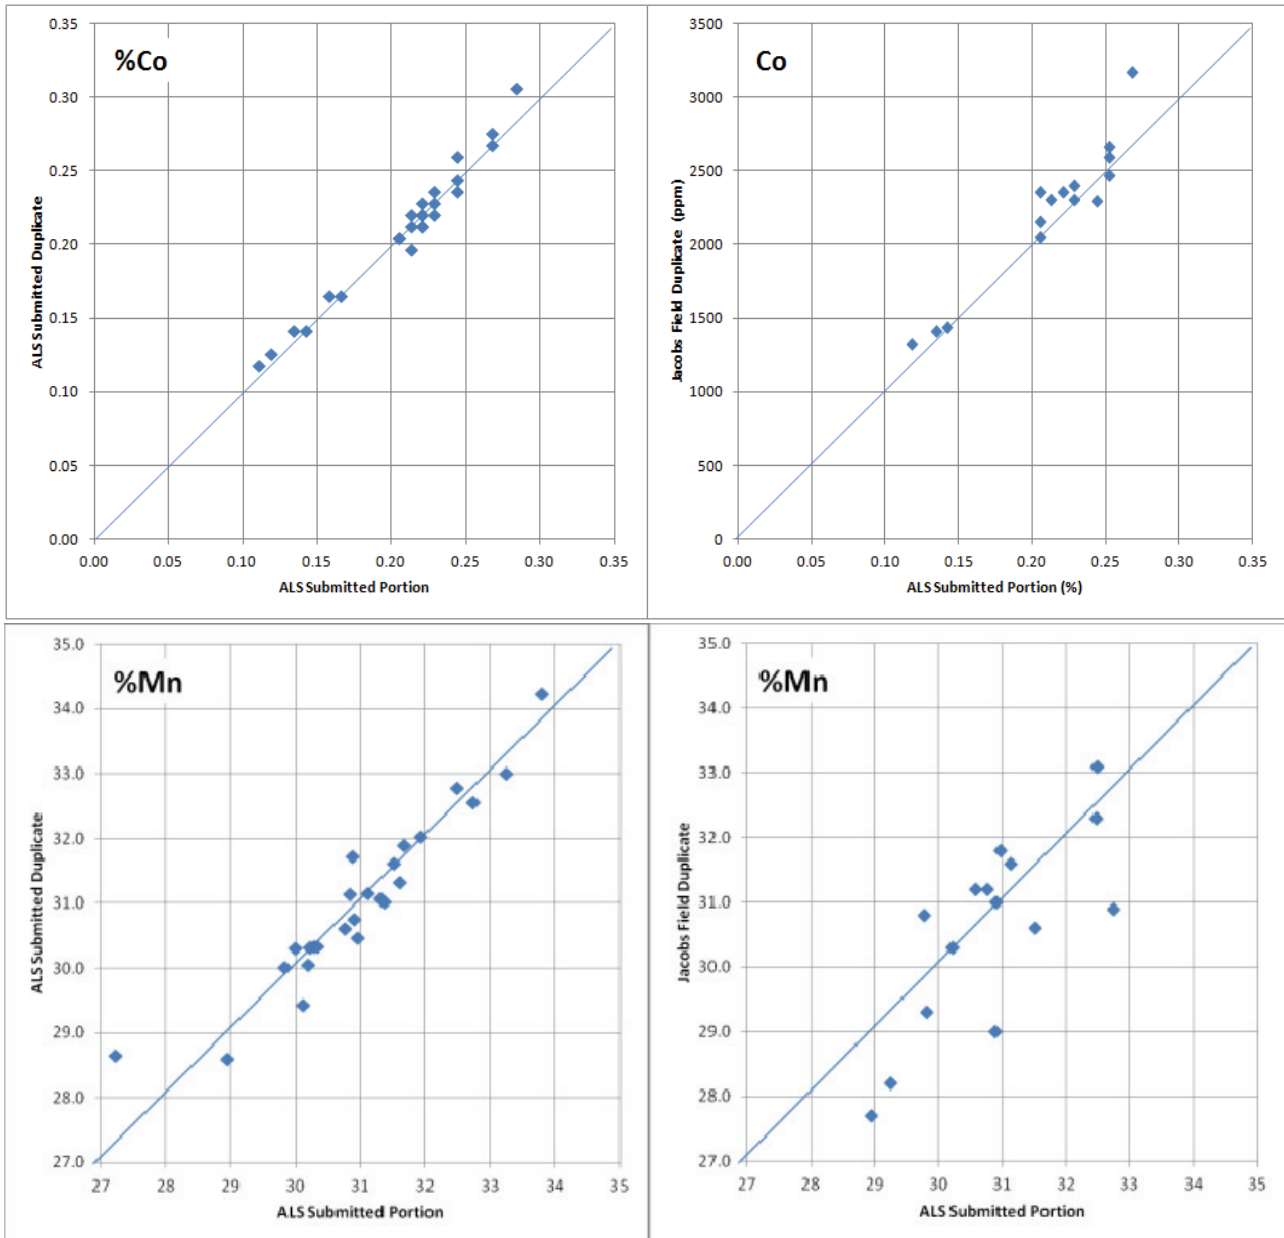 %Co
0.35
0.30
0.25
0.20
0.15
0.10
0.05
0.00
ALS Submitted Duplicate
0.00 0.05 0.10 0.15 0.20 0.25 0.30 0.35
ALS Submitted Portion
Co
3500
3000
2500
2000
1500
1000
500
0
Jacobs Field Duplicate (ppm)
0.00 0.05 0.10 0.15 0.20 0.25 0.30 0.35
ALS Submitted Portion (%)
%Mn
35.0
34.0
33.0
32.0
31.0
30.0
29.0
28.0
27.0
ALS Submitted Duplicate
27 28 29 30 31 32 33 34 35
ALS Submitted Portion
%Mn
35.0
34.0
33.0
32.0
31.0
30.0
29.0
28.0
27.0
Jacobs Field Duplicate
27 28 29 30 31 32 33 34 35
ALS Submitted Portion